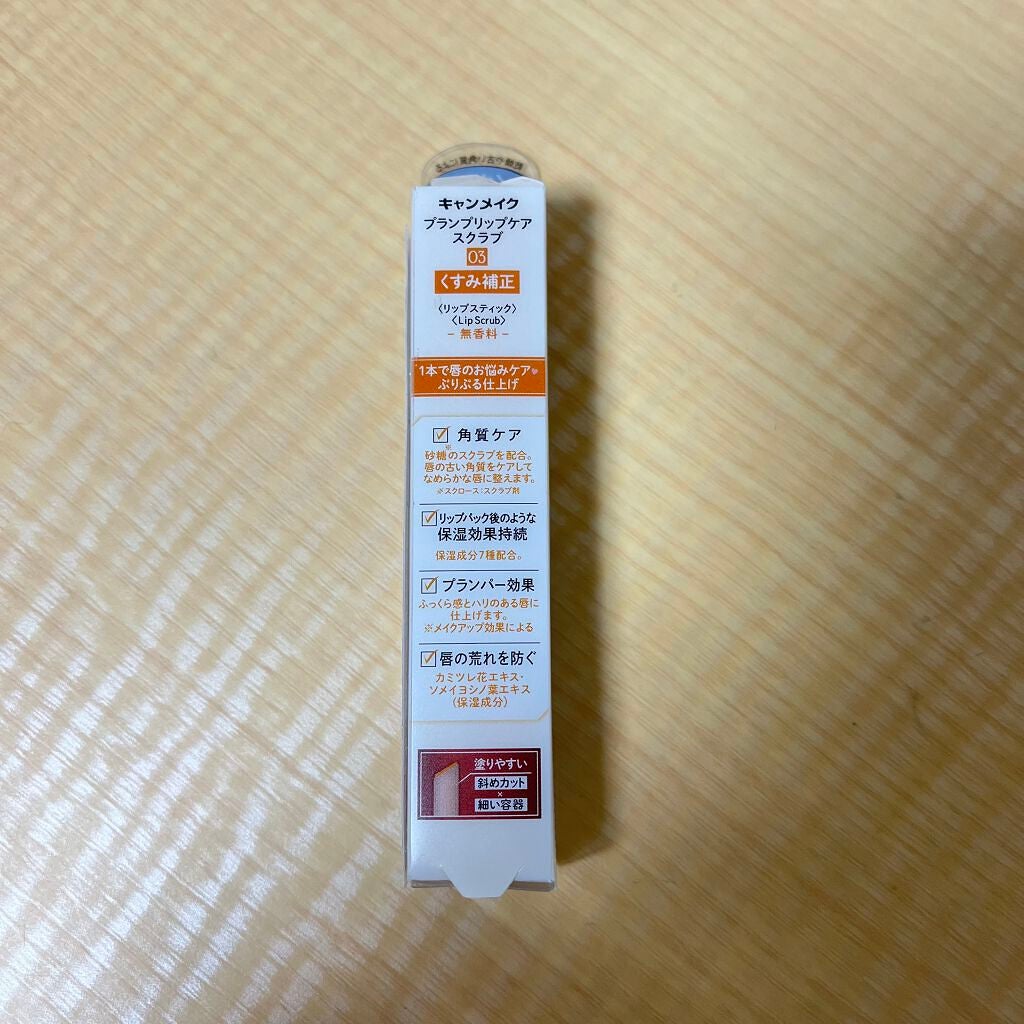 キャンメイク
プランプリップケア
スクラブ
03
くすみ補正
〈リップスティック〉
〈Lip Scrub〉
- 無香料 -
1本で唇のお悩みケア♥
ぷりぷる仕上げ
☑ 角質ケア
砂糖※のスクラブを配合。
唇の古い角質をケアして
なめらかな唇に整えます。
※スクロース：スクラブ剤
☑ リップパック後のような
保湿効果持続
保湿成分7種配合。
☑ プランパー効果
ふっくら感とハリのある唇に
仕上げます。
※メイクアップ効果による
☑ 唇の荒れを防ぐ
カミツレ花エキス・
ソメイヨシノ葉エキス
（保湿成分）
塗りやすい
斜めカット
×
細い容器